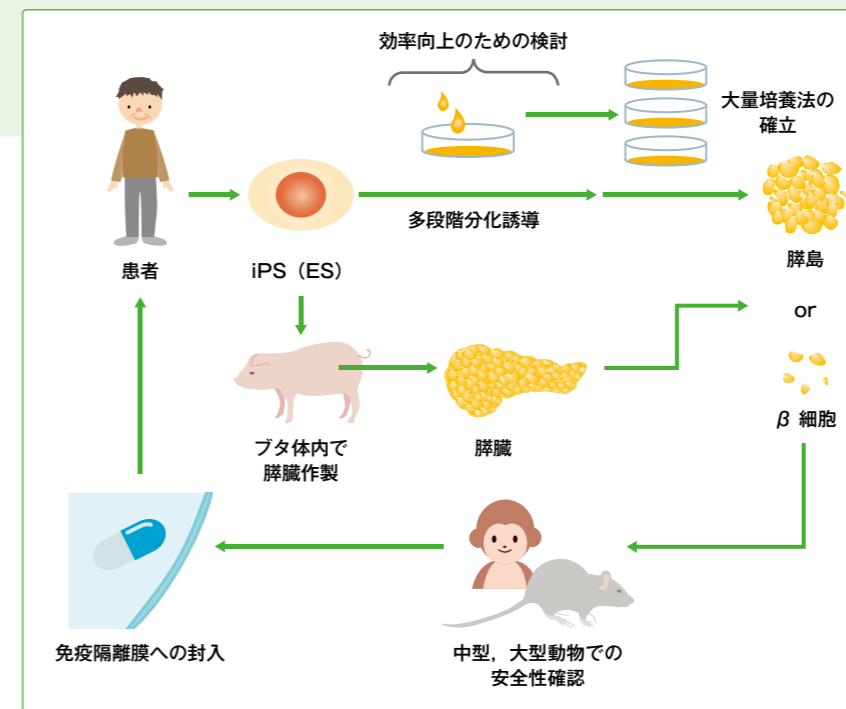 効率向上のための検討
大量培養法の
確立
多段階分化誘導
患者
iPS（ES）
膵島
or
β 細胞
ブタ体内で
膵臓作製
膵臓
免疫隔離膜への封入
中型，大型動物での
安全性確認